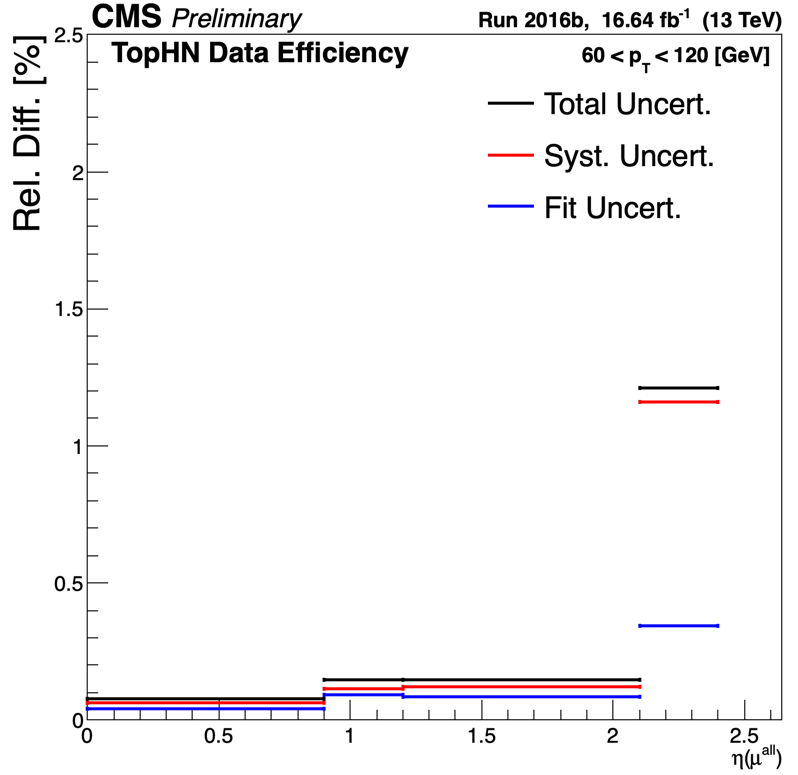 CMS Preliminary
Run 2016b, 16.64 fb⁻¹ (13 TeV)
TopHN Data Efficiency
60 < p_T < 120 [GeV]
Total Uncert.
Syst. Uncert.
Fit Uncert.
Rel. Diff. [%]
2.5
2
1.5
1
0.5
0
0
0.5
1
1.5
2
2.5
η(μ^all)